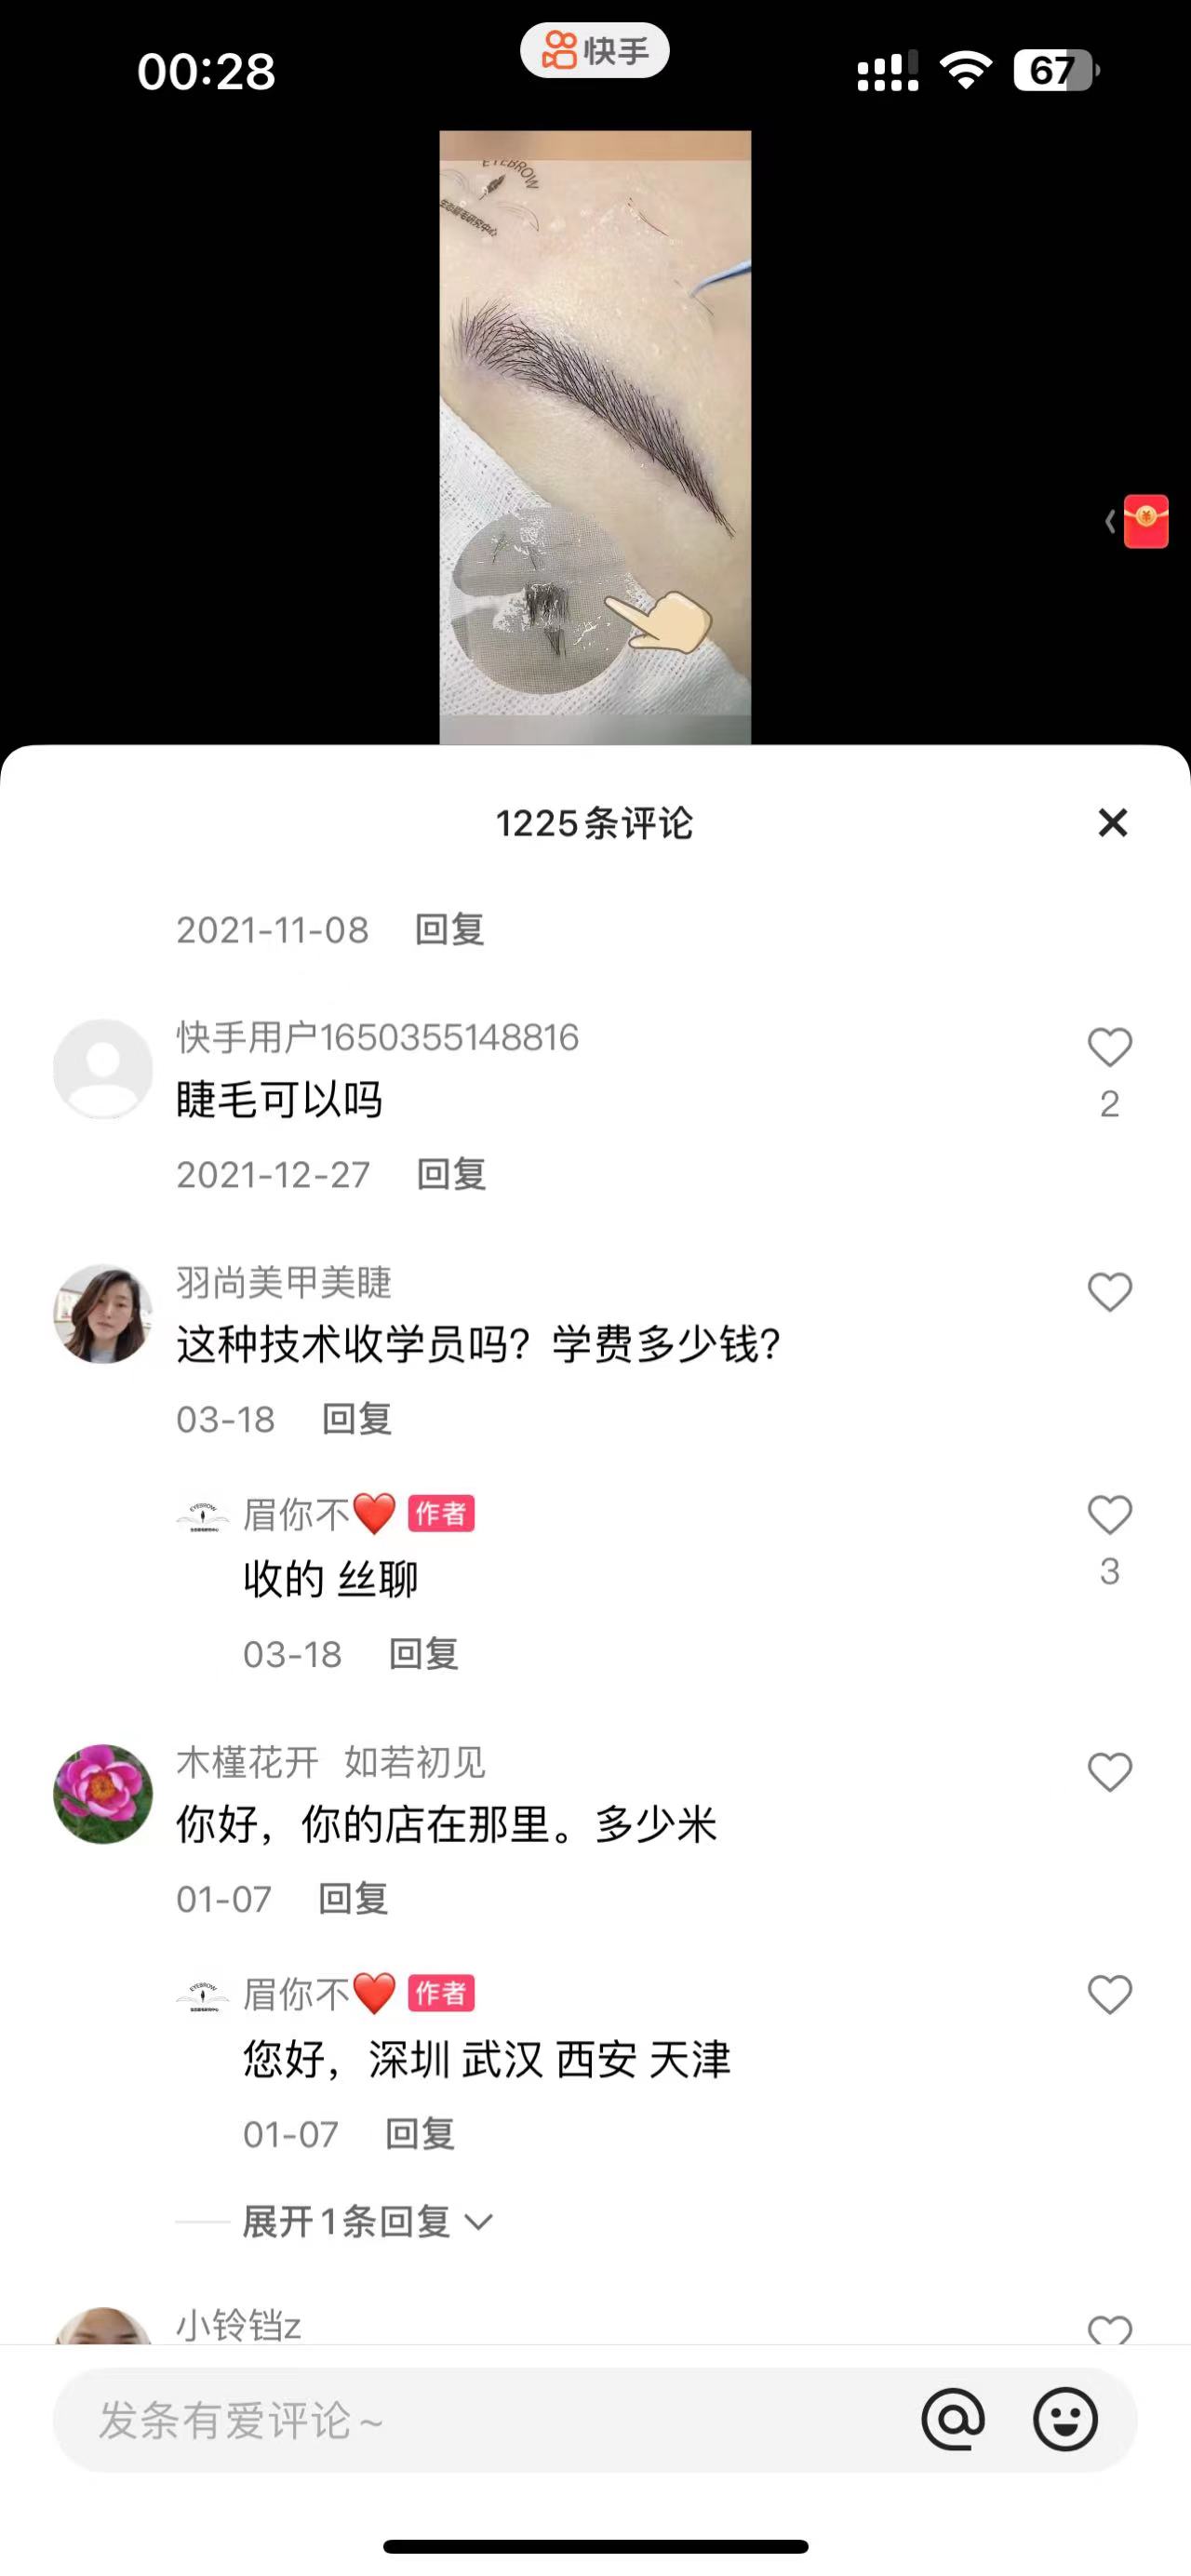 00:28
快手
67
EYEBROW
1225条评论
2021-11-08 回复
快手用户1650355148816
睫毛可以吗
2
2021-12-27 回复
羽尚美甲美睫
这种技术收学员吗？学费多少钱？
03-18 回复
眉你不❤️ 作者
收的 丝聊
3
03-18 回复
木槿花开 如若初见
你好，你的店在那里。多少米
01-07 回复
眉你不❤️ 作者
您好，深圳 武汉 西安 天津
01-07 回复
展开1条回复
小铃铛z
发条有爱评论~